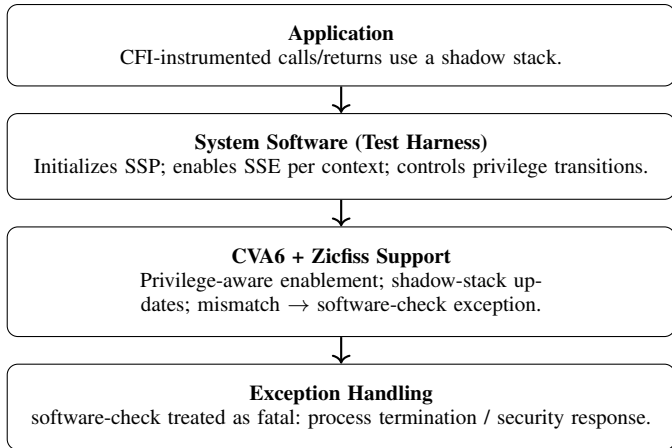 Application
CFI-instrumented calls/returns use a shadow stack.
System Software (Test Harness)
Initializes SSP; enables SSE per context; controls privilege transitions.
CVA6 + Zicfiss Support
Privilege-aware enablement; shadow-stack up-
dates; mismatch → software-check exception.
Exception Handling
software-check treated as fatal: process termination / security response.